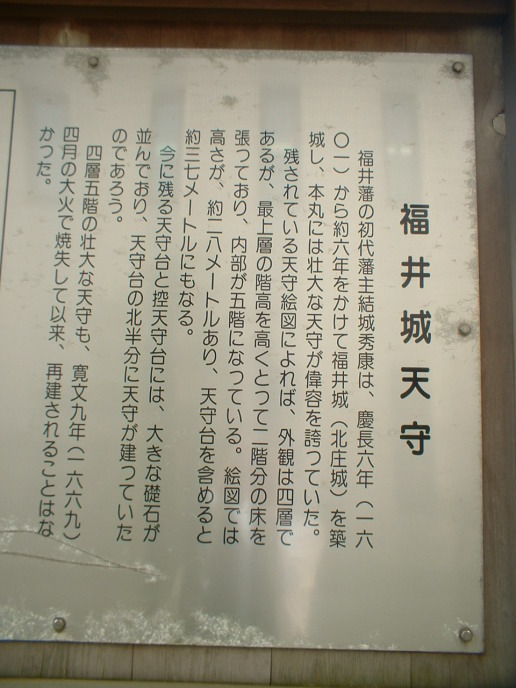 福井城天守
福井藩の初代藩主結城秀康は、慶長六年（一六
〇一）から約六年をかけて福井城（北庄城）を築
城し、本丸には壮大な天守が偉容を誇っていた。
残されている天守絵図によれば、外観は四層で
あるが、最上層の階高を高くとって二階分の床を
張っており、内部が五階になっている。絵図では
高さが、約二八メートルあり、天守台を含めると
約三七メートルにもなる。
今に残る天守台と控天守台には、大きな礎石が
並んでおり、天守台の北半分に天守が建っていた
のであろう。
四層五階の壮大な天守も、寛文九年（一六六九）
四月の大火で焼失して以来、再建されることはな
かった。